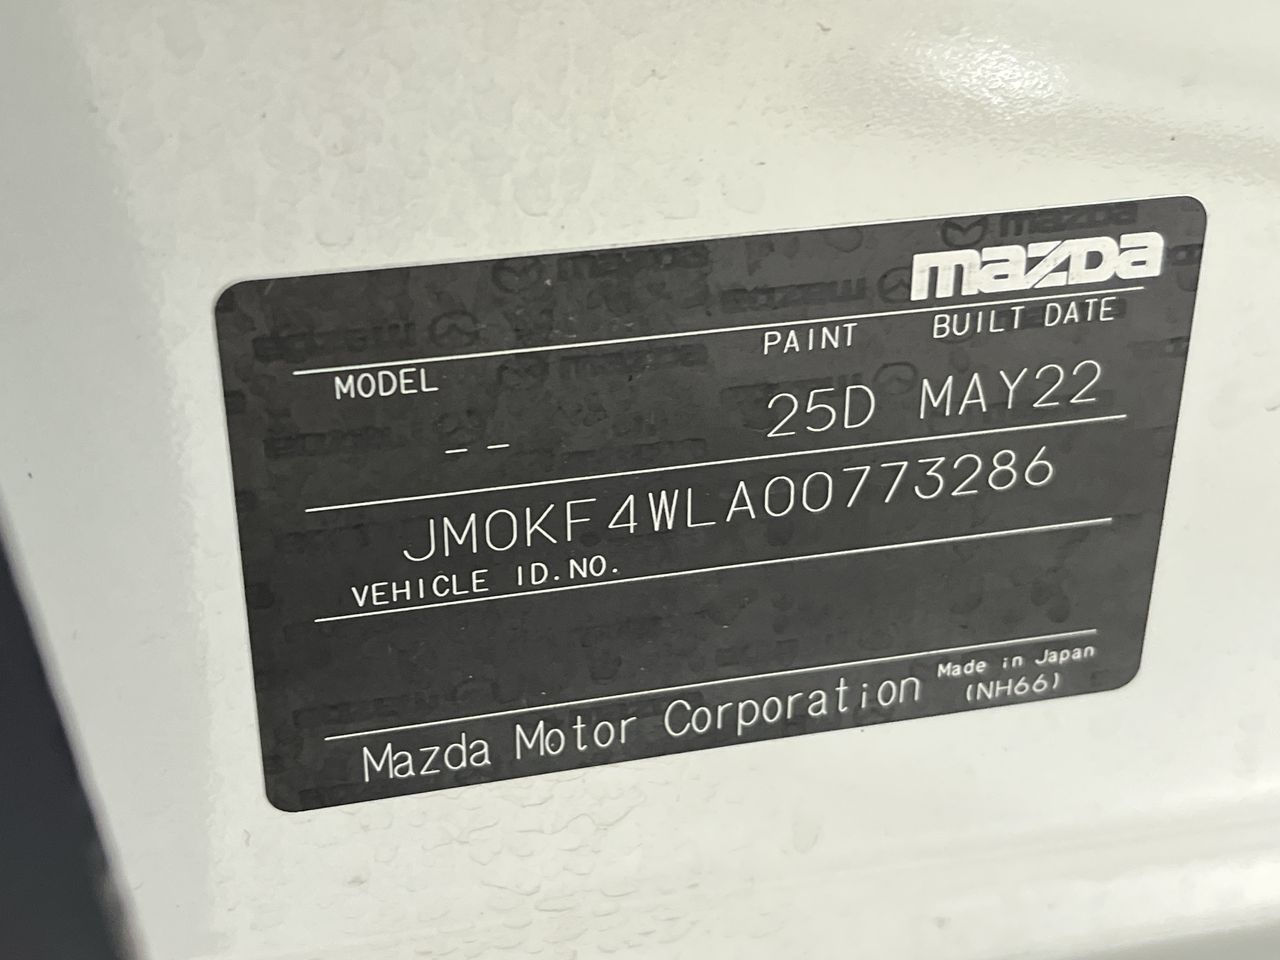 mazda
MODEL PAINT BUILT DATE
-- 25D MAY22
JM0KF4WLA00773286
VEHICLE ID.NO.
Mazda Motor Corporation Made in Japan
(NH66)